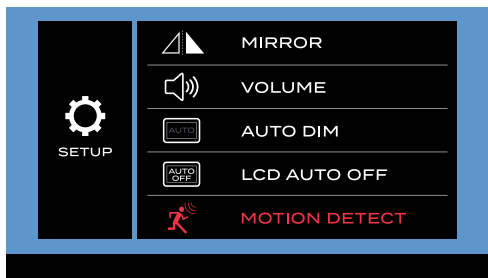 MIRROR
VOLUME
AUTO
AUTO DIM
SETUP
AUTO
OFF
LCD AUTO OFF
MOTION DETECT